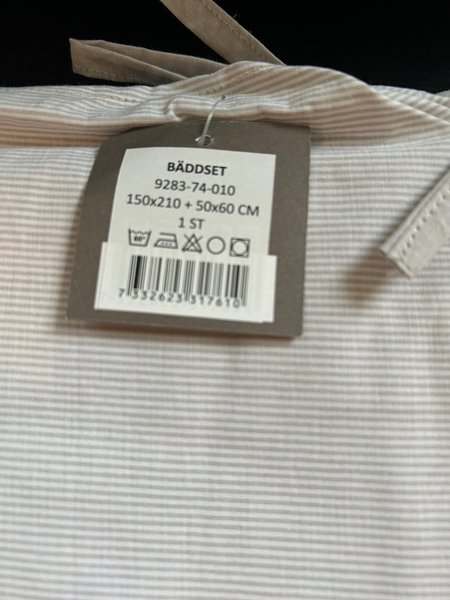 BÄDDSET
9283-74-010
150x210 + 50x60 CM
1 ST
7 332623 317610